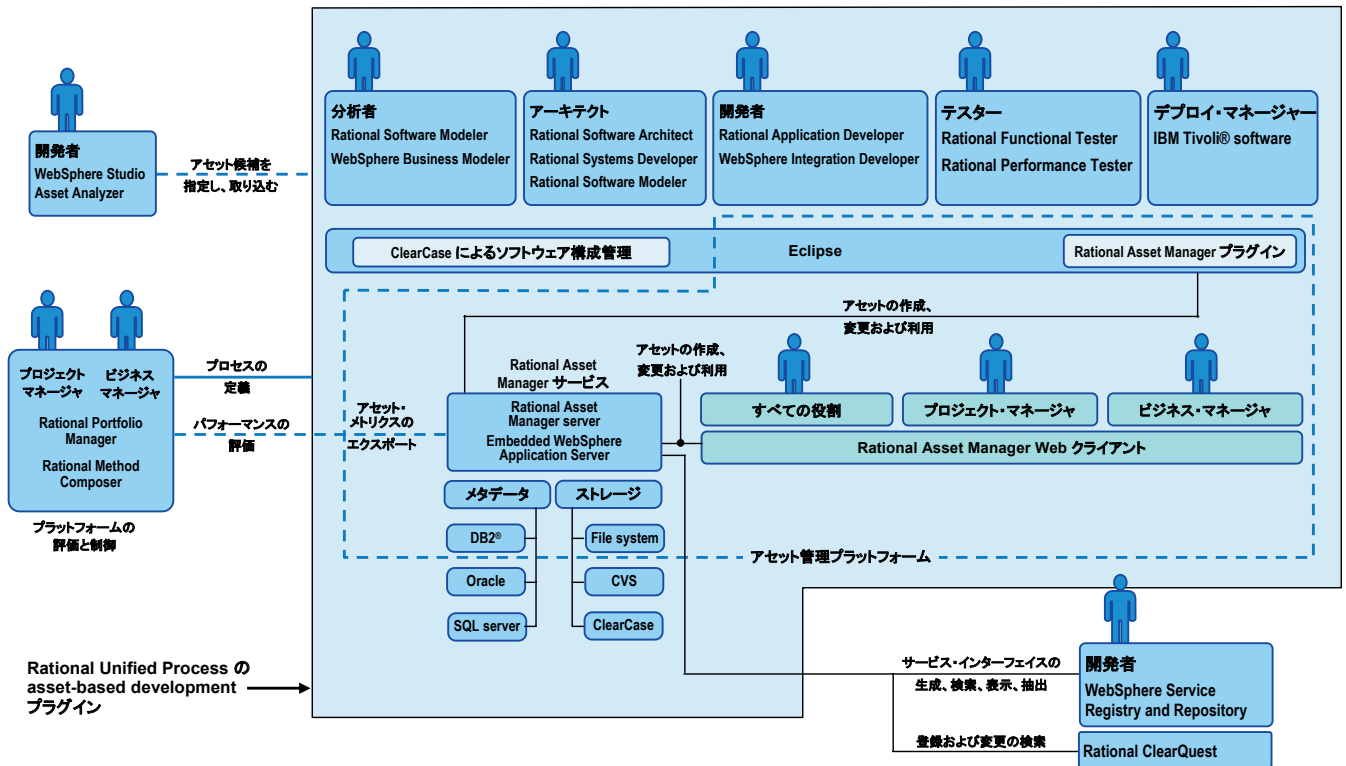 分析者
Rational Software Modeler
WebSphere Business Modeler
アーキテクト
Rational Software Architect
Rational Systems Developer
Rational Software Modeler
開発者
Rational Application Developer
WebSphere Integration Developer
テスター
Rational Functional Tester
Rational Performance Tester
デプロイ・マネージャー
IBM Tivoli® software
開発者
WebSphere Studio
Asset Analyzer
アセット候補を
指定し、取り込む
ClearCase によるソフトウェア構成管理
Eclipse
Rational Asset Manager プラグイン
アセットの作成、
変更および利用
プロジェクト
マネージャ
ビジネス
マネージャ
Rational Portfolio
Manager
Rational Method
Composer
プラットフォームの
評価と制御
プロセスの
定義
パフォーマンスの
評価
アセット・
メトリクスの
エクスポート
Rational Asset
Manager サービス
Rational Asset
Manager server
Embedded WebSphere
Application Server
アセットの作成、
変更および利用
すべての役割
プロジェクト・マネージャ
ビジネス・マネージャ
Rational Asset Manager Web クライアント
メタデータ
DB2®
Oracle
SQL server
ストレージ
File system
CVS
ClearCase
アセット管理プラットフォーム
Rational Unified Process の
asset-based development
プラグイン
サービス・インターフェイスの
生成、検索、表示、抽出
開発者
WebSphere Service
Registry and Repository
登録および変更の検索
Rational ClearQuest